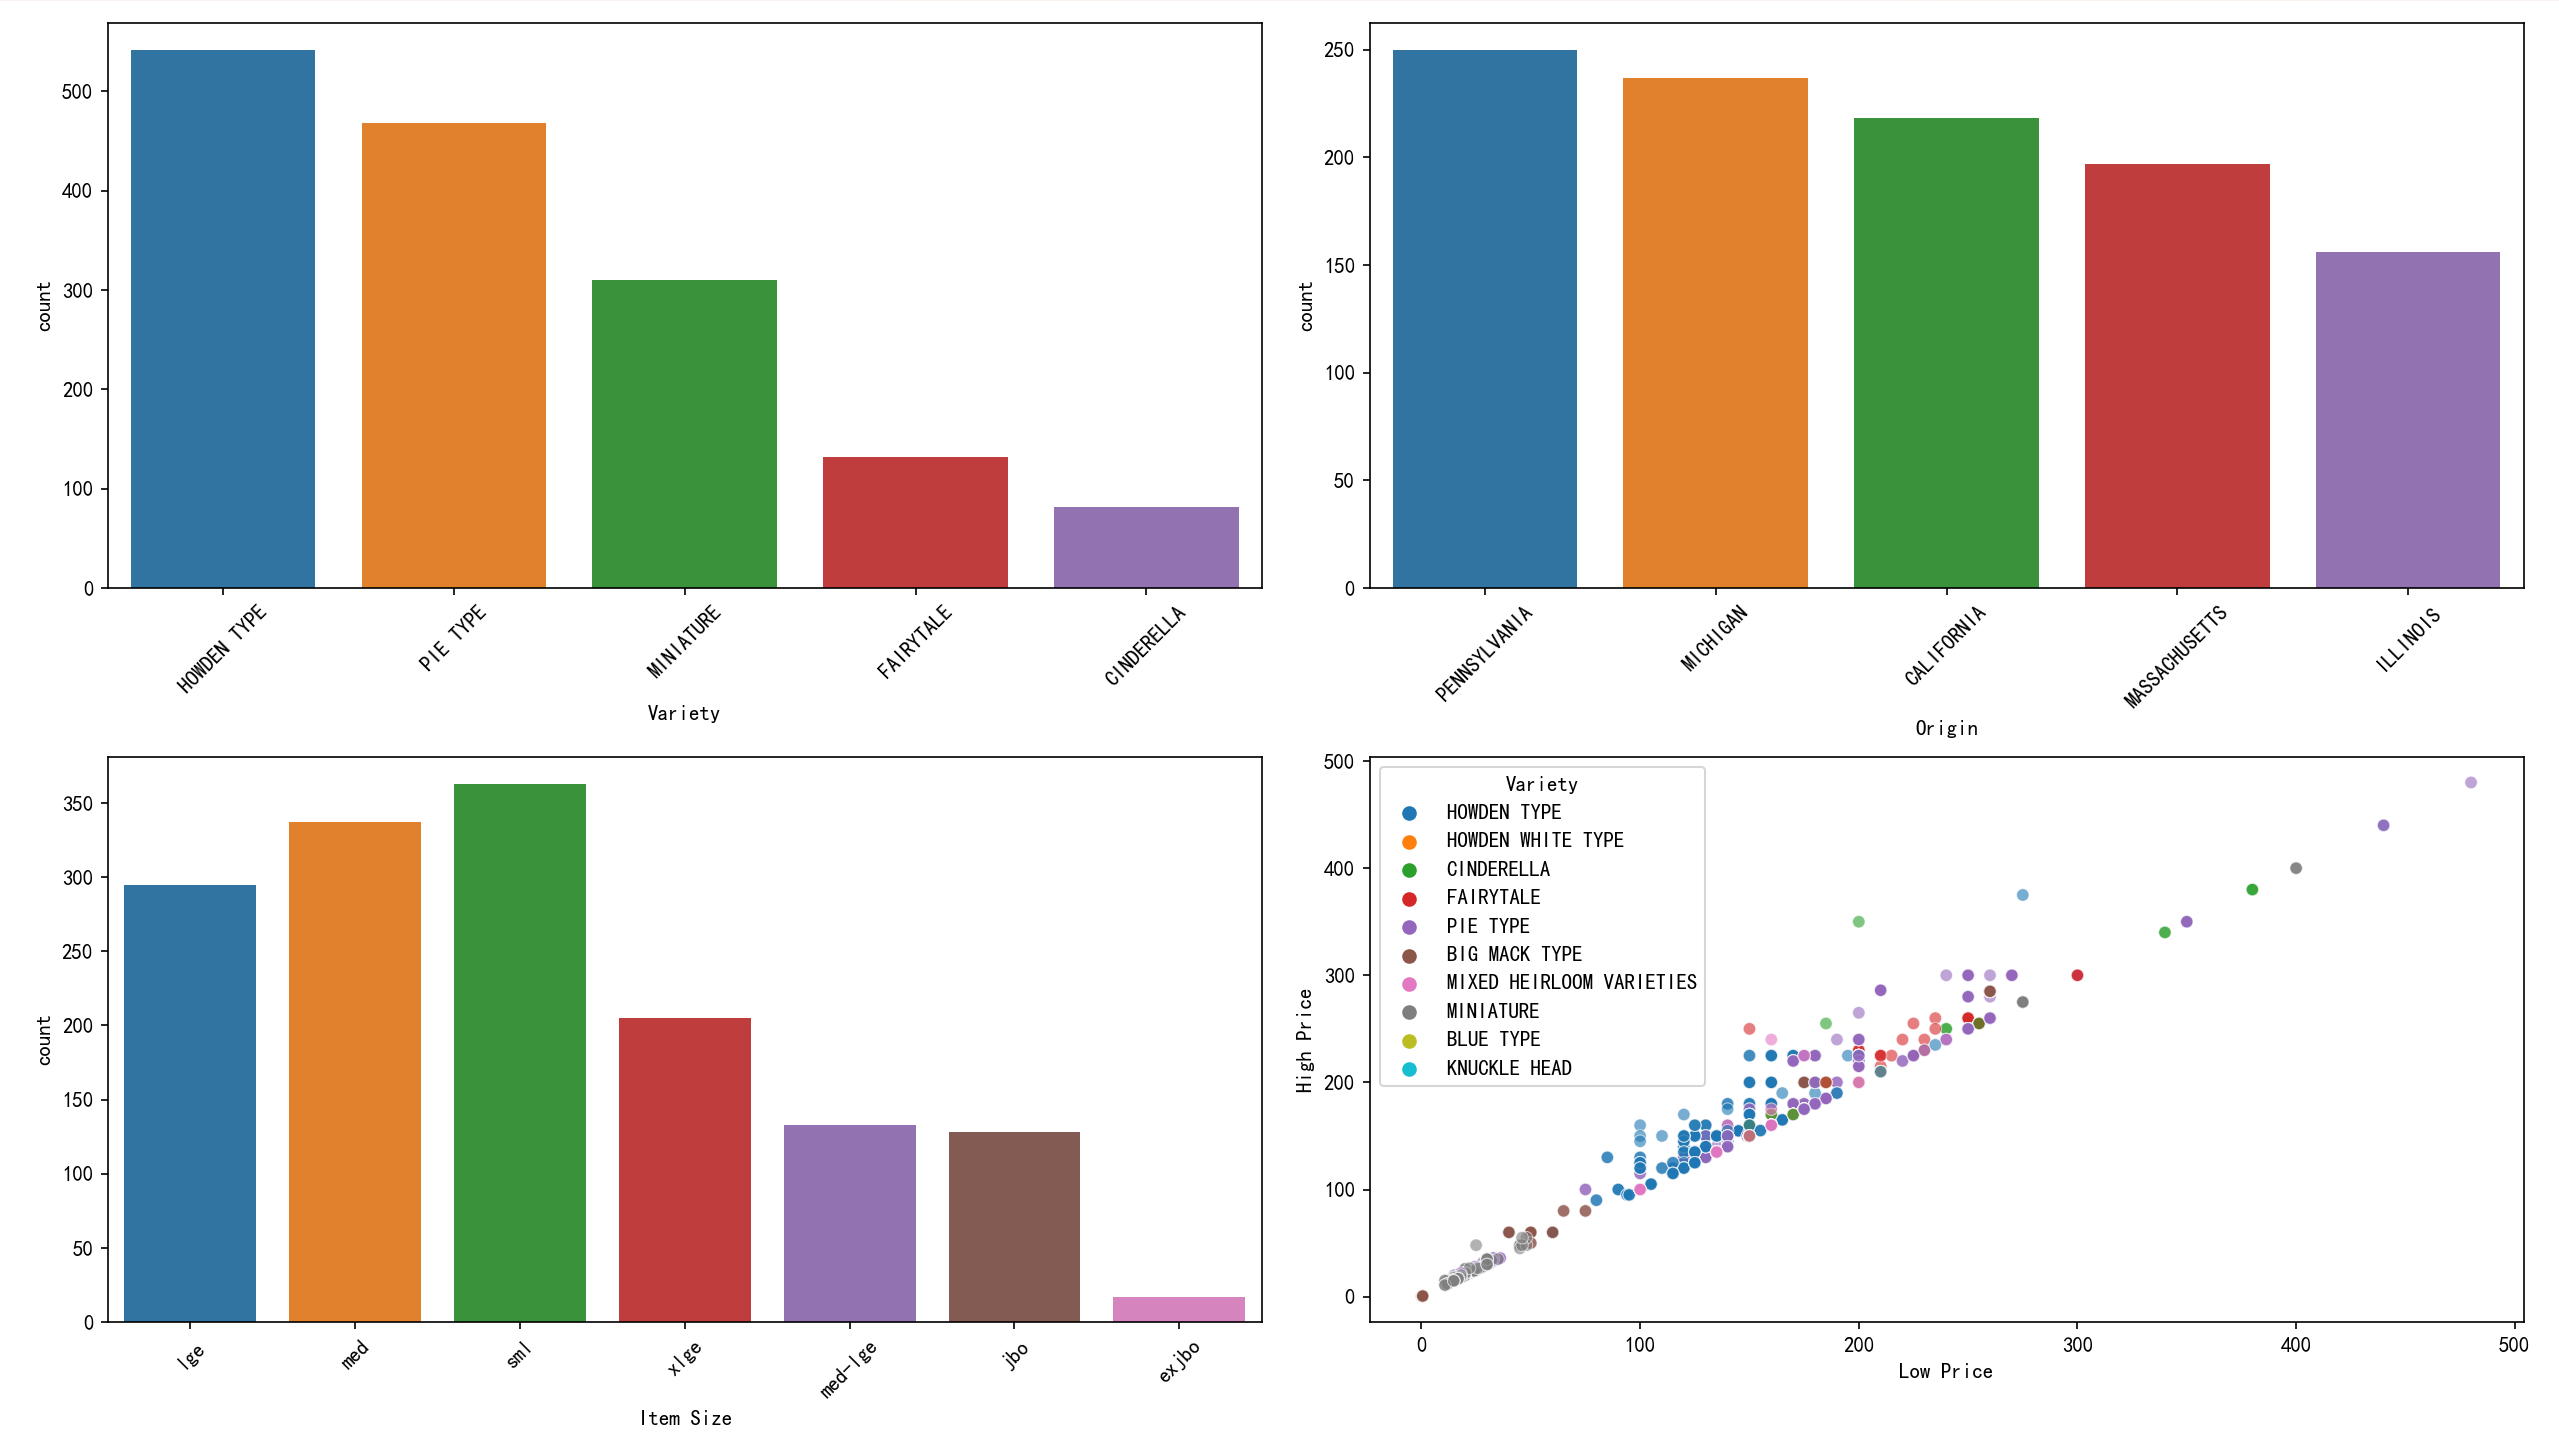 500
400
300
200
100
0
count
HOWDEN TYPE
PIE TYPE
MINIATURE
FAIRYTALE
CINDERELLA
Variety
250
200
150
100
50
0
count
PENNSYLVANIA
MICHIGAN
CALIFORNIA
MASSACHUSETTS
ILLINOIS
Origin
350
300
250
200
150
100
50
0
count
lge
med
sml
xlge
med-lge
jbo
exjbo
Item Size
500
400
300
200
100
0
High Price
Variety
HOWDEN TYPE
HOWDEN WHITE TYPE
CINDERELLA
FAIRYTALE
PIE TYPE
BIG MACK TYPE
MIXED HEIRLOOM VARIETIES
MINIATURE
BLUE TYPE
KNUCKLE HEAD
0 100 200 300 400 500
Low Price